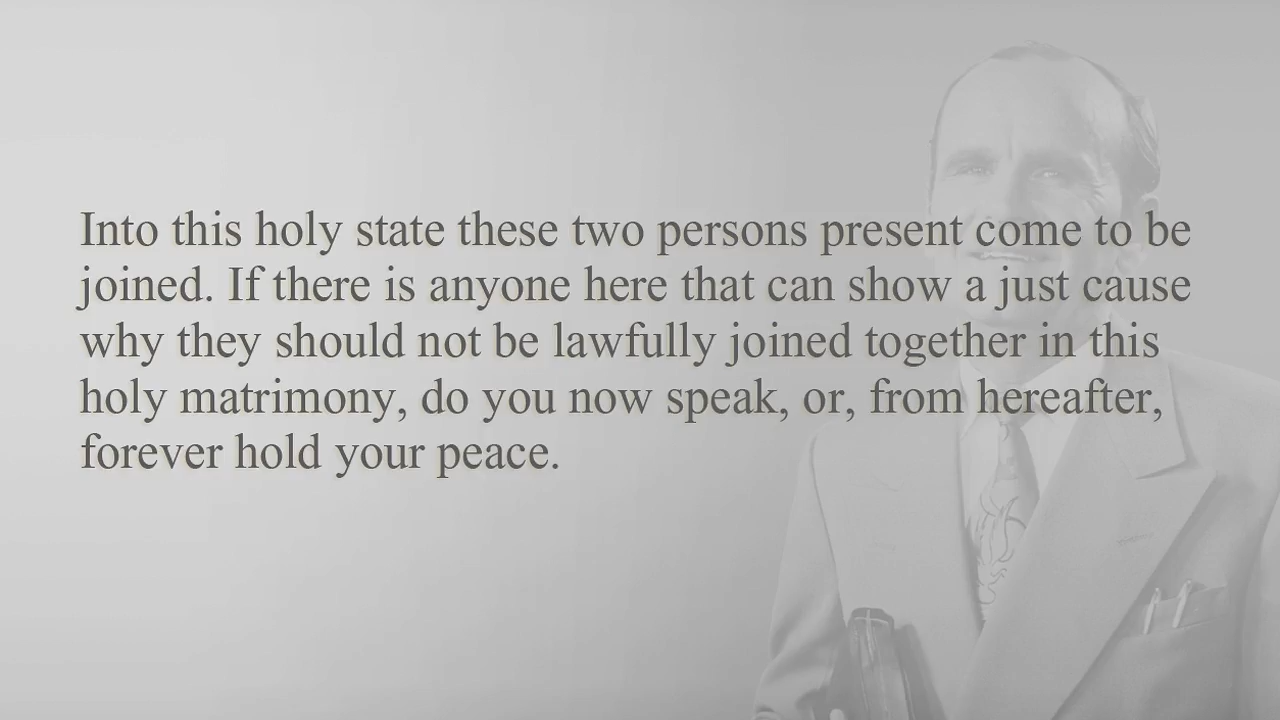 Into this holy state these two persons present come to be
joined. If there is anyone here that can show a just cause
why they should not be lawfully joined together in this
holy matrimony, do you now speak, or, from hereafter,
forever hold your peace.